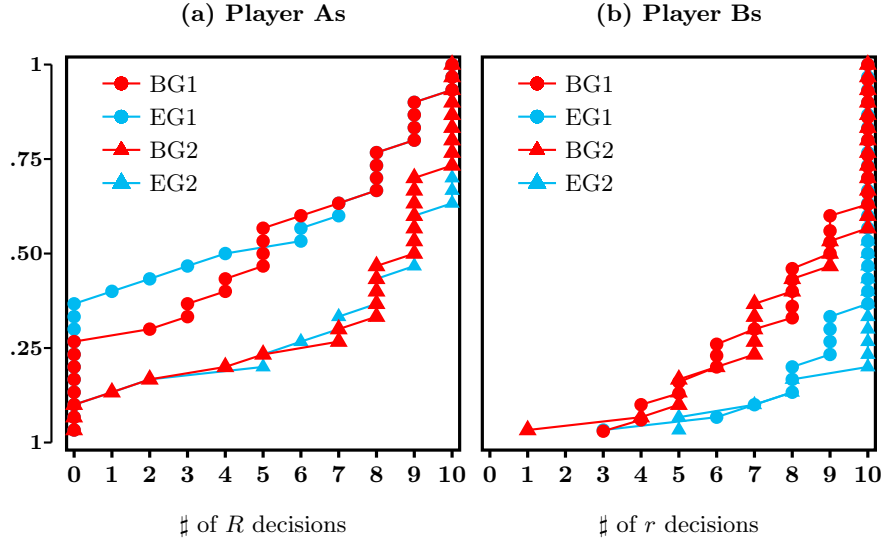 (a) Player As
(b) Player Bs
1
.75
.50
.25
1
BG1
EG1
BG2
EG2
BG1
EG1
BG2
EG2
0 1 2 3 4 5 6 7 8 9 10
0 1 2 3 4 5 6 7 8 9 10
♯ of R decisions
♯ of r decisions